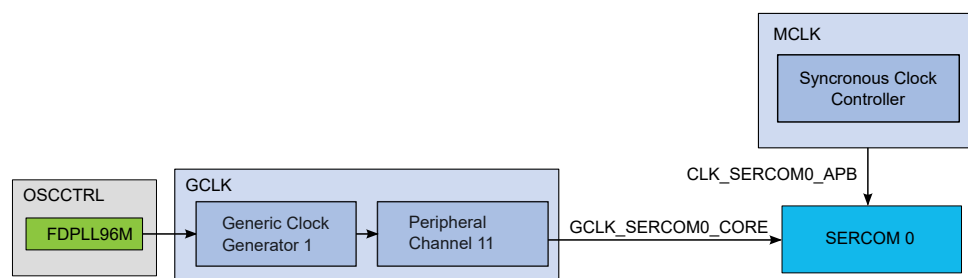 MCLK
Syncronous Clock
Controller
CLK_SERCOM0_APB
OSCCTRL
FDPLL96M
GCLK
Generic Clock
Generator 1
Peripheral
Channel 11
GCLK_SERCOM0_CORE
SERCOM 0